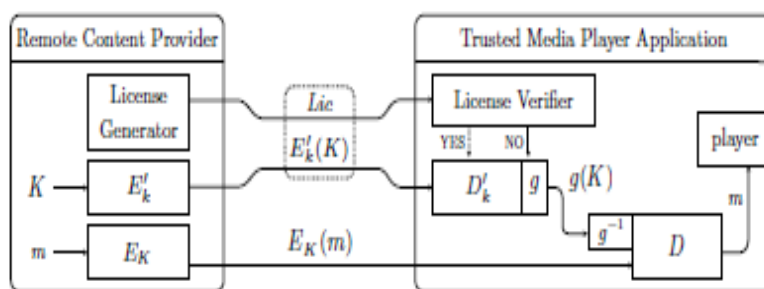 Remote Content Provider
Trusted Media Player Application
License
Generator
Lic
License Verifier
YES
NO
player
E′k(K)
K
E′k
D′k
g
g(K)
m
m
EK
EK(m)
g⁻¹
D